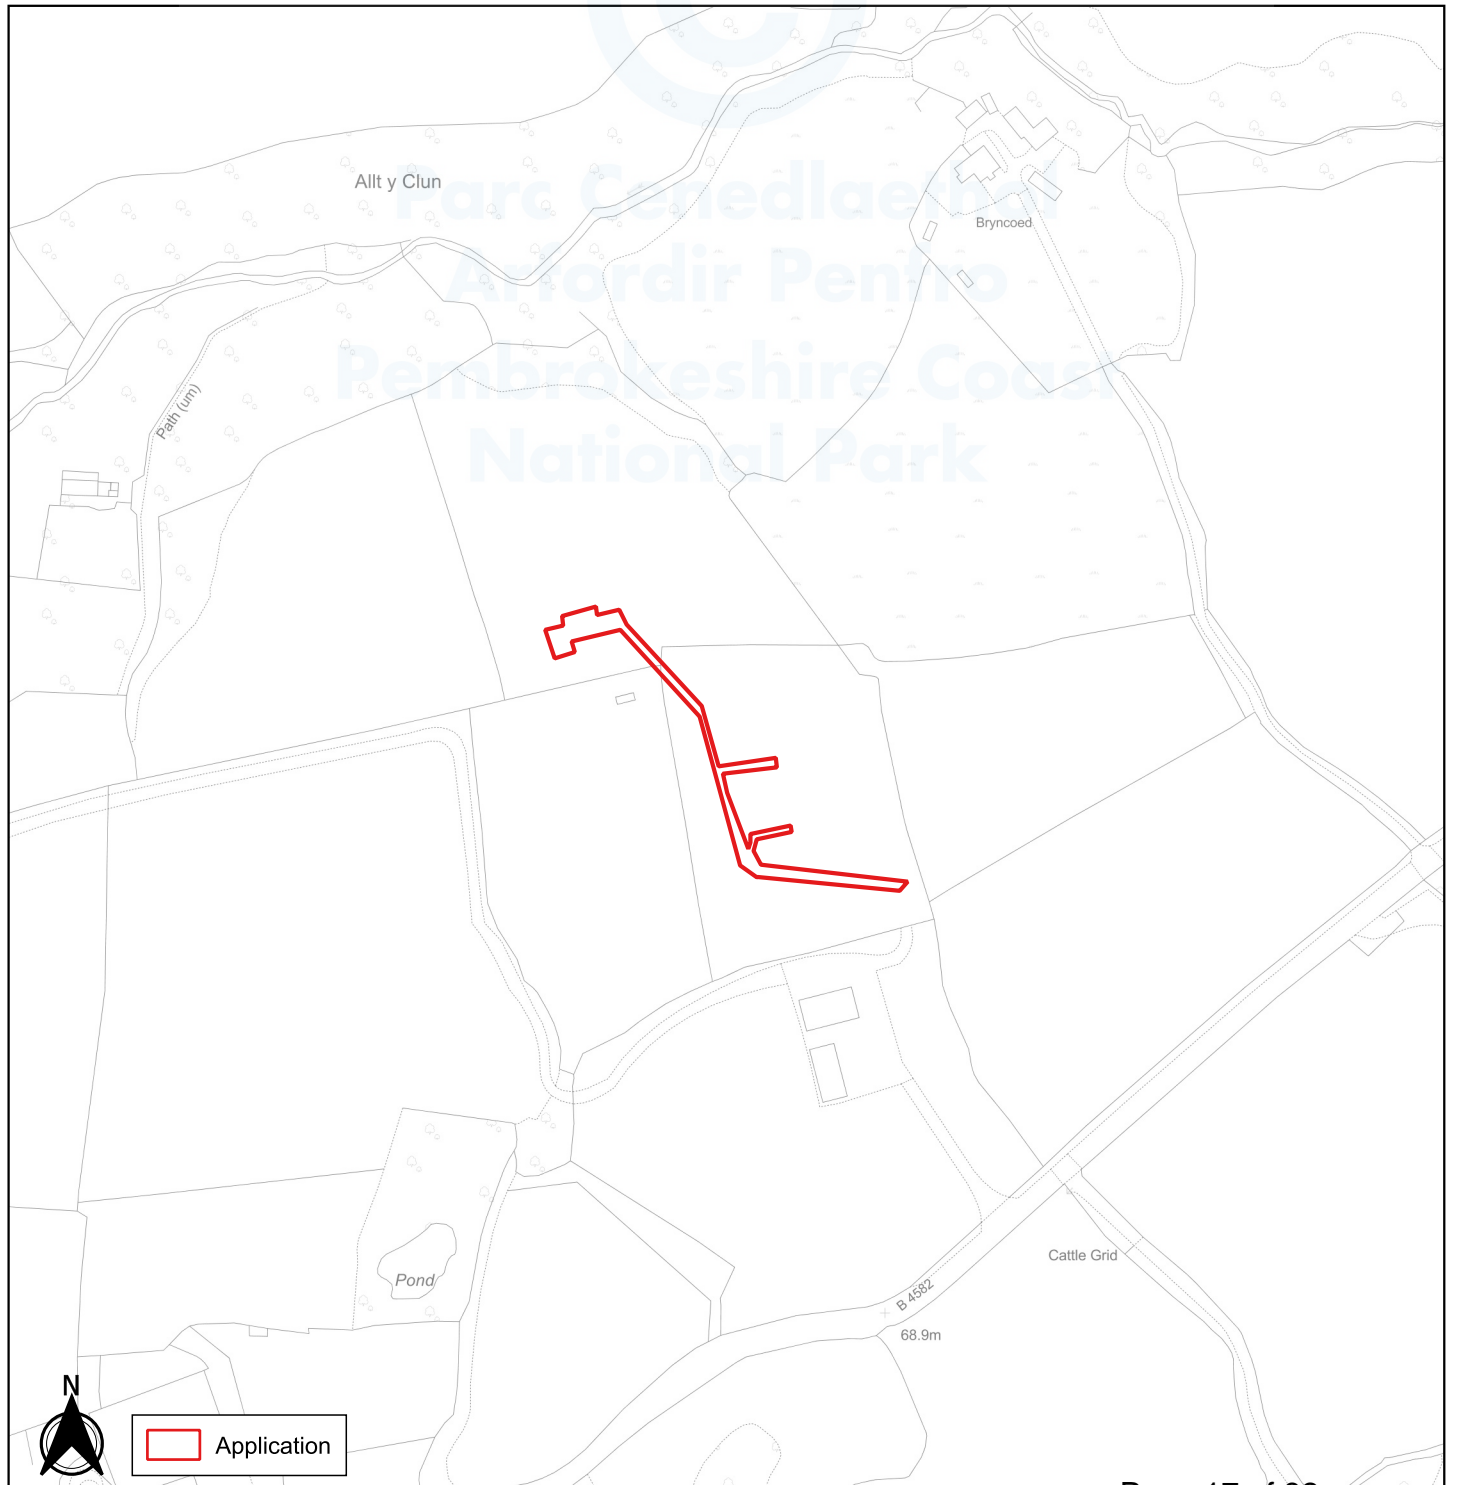 Parc Cenedlaethol
Arfordir Penfro
Pembrokeshire Coast
National Park
Allt y Clun
Bryncoed
Path (um)
Pond
Cattle Grid
B 4582
68.9m
N
Application